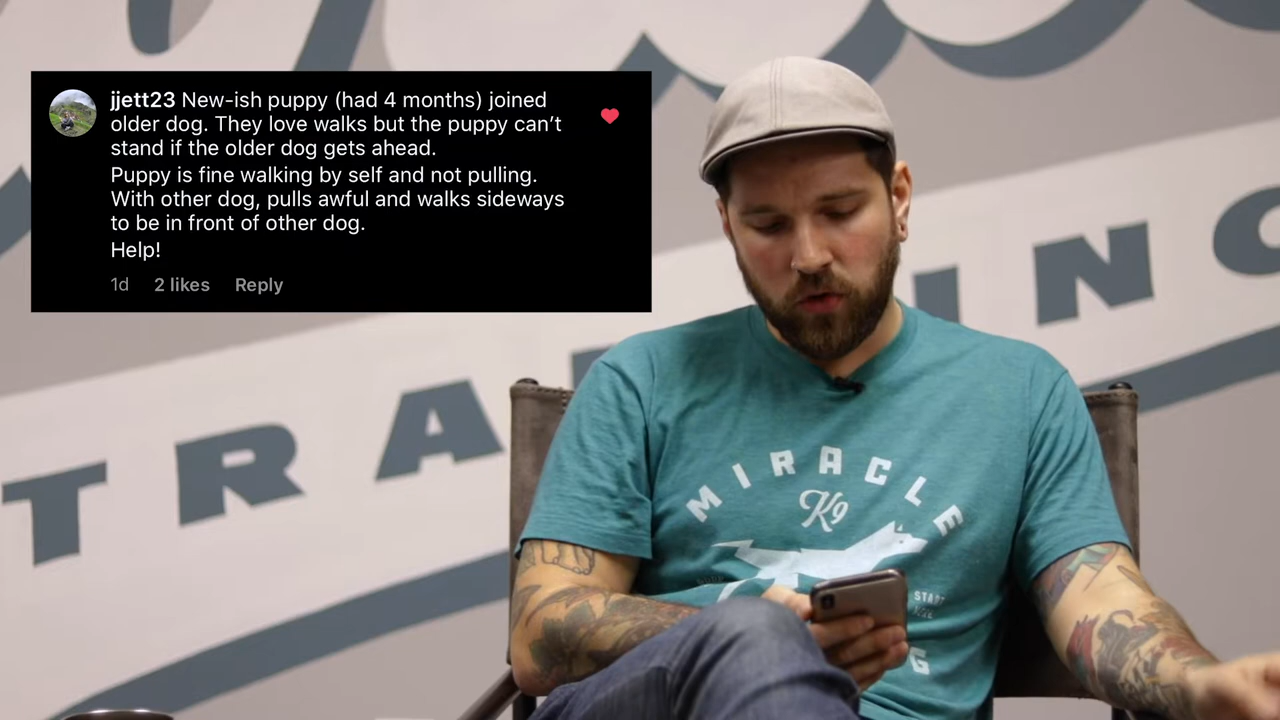 jjett23 New-ish puppy (had 4 months) joined
older dog. They love walks but the puppy can’t
stand if the older dog gets ahead.
Puppy is fine walking by self and not pulling.
With other dog, pulls awful and walks sideways
to be in front of other dog.
Help!
1d 2 likes Reply
MIRACLE
K9